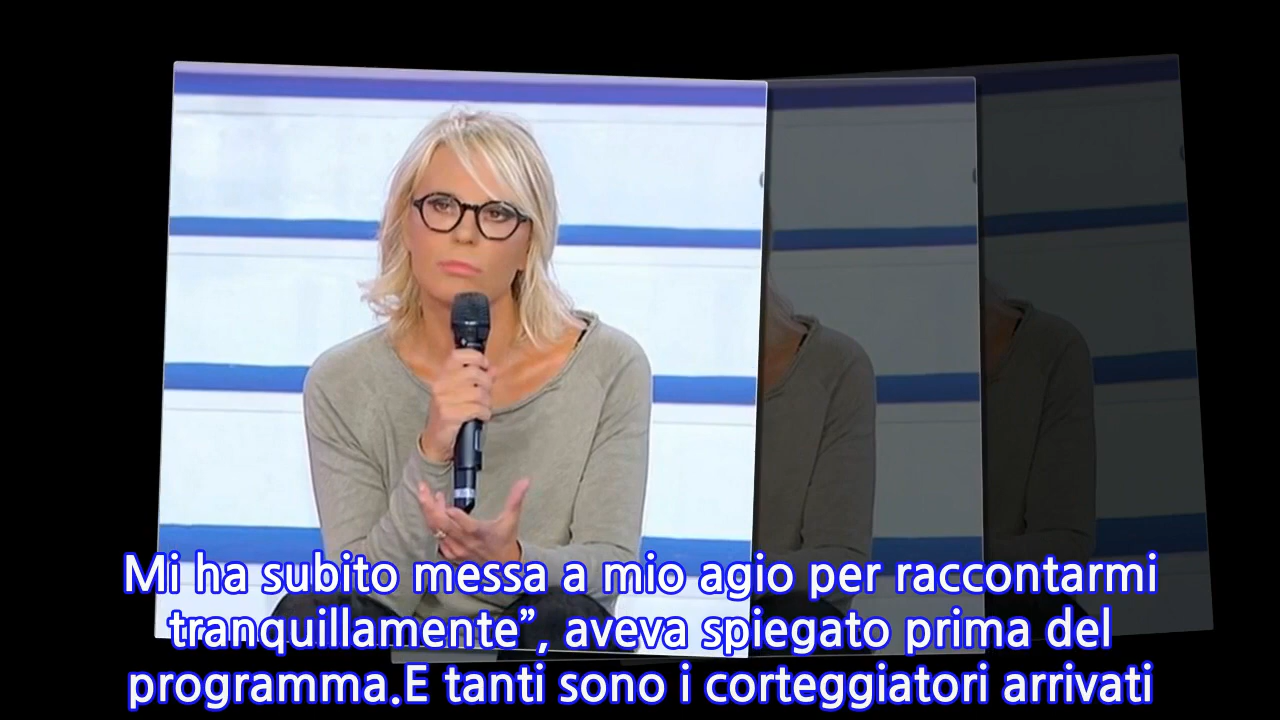 Mi ha subito messa a mio agio per raccontarmi
tranquillamente”, aveva spiegato prima del
programma.E tanti sono i corteggiatori arrivati